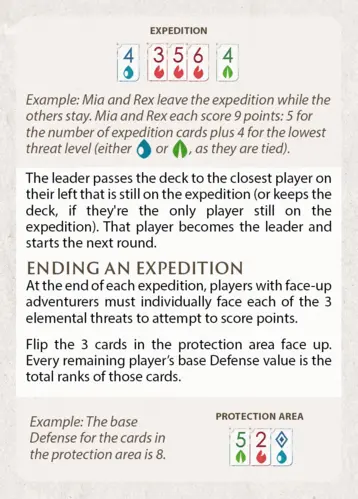 EXPEDITION
4 3 5 6 4
Example: Mia and Rex leave the expedition while the
others stay. Mia and Rex each score 9 points: 5 for
the number of expedition cards plus 4 for the lowest
threat level (either or , as they are tied).
The leader passes the deck to the closest player on
their left that is still on the expedition (or keeps the
deck, if they're the only player still on the
expedition). That player becomes the leader and
starts the next round.
ENDING AN EXPEDITION
At the end of each expedition, players with face-up
adventurers must individually face each of the 3
elemental threats to attempt to score points.
Flip the 3 cards in the protection area face up.
Every remaining player's base Defense value is the
total ranks of those cards.
Example: The base
Defense for the cards in
the protection area is 8.
PROTECTION AREA
5 2